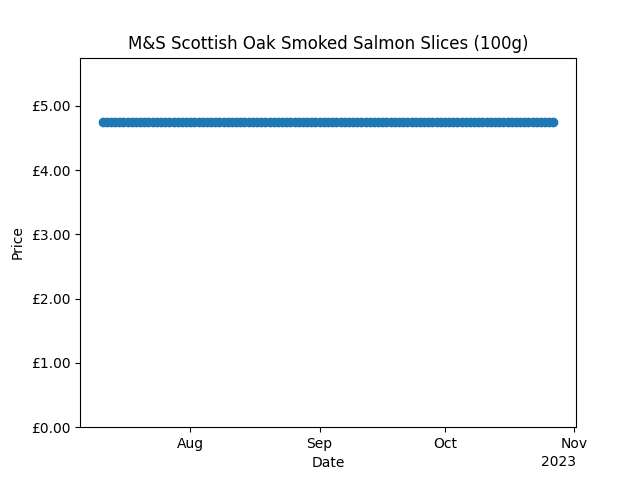 M&S Scottish Oak Smoked Salmon Slices (100g)
£5.00
£4.00
£3.00
£2.00
£1.00
£0.00
Price
Aug Sep Oct Nov
Date
2023